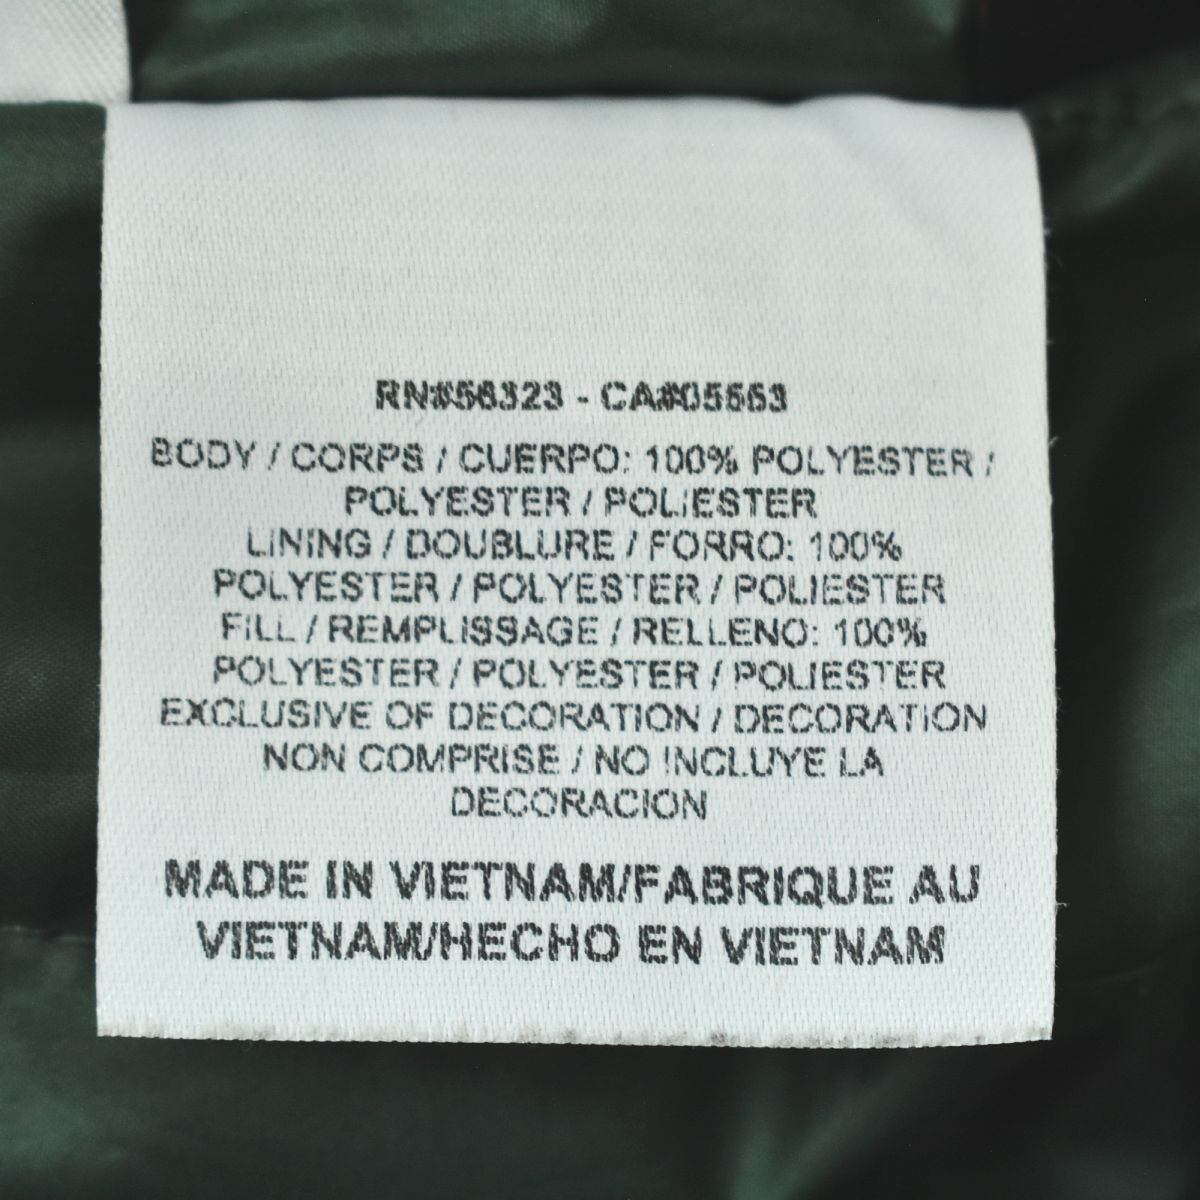 RN#56323 - CA#05553
BODY / CORPS / CUERPO: 100% POLYESTER /
POLYESTER / POLIESTER
LINING / DOUBLURE / FORRO: 100%
POLYESTER / POLYESTER / POLIESTER
FILL / REMPLISSAGE / RELLENO: 100%
POLYESTER / POLYESTER / POLIESTER
EXCLUSIVE OF DECORATION / DECORATION
NON COMPRISE / NO INCLUYE LA
DECORACION
MADE IN VIETNAM/FABRIQUE AU
VIETNAM/HECHO EN VIETNAM